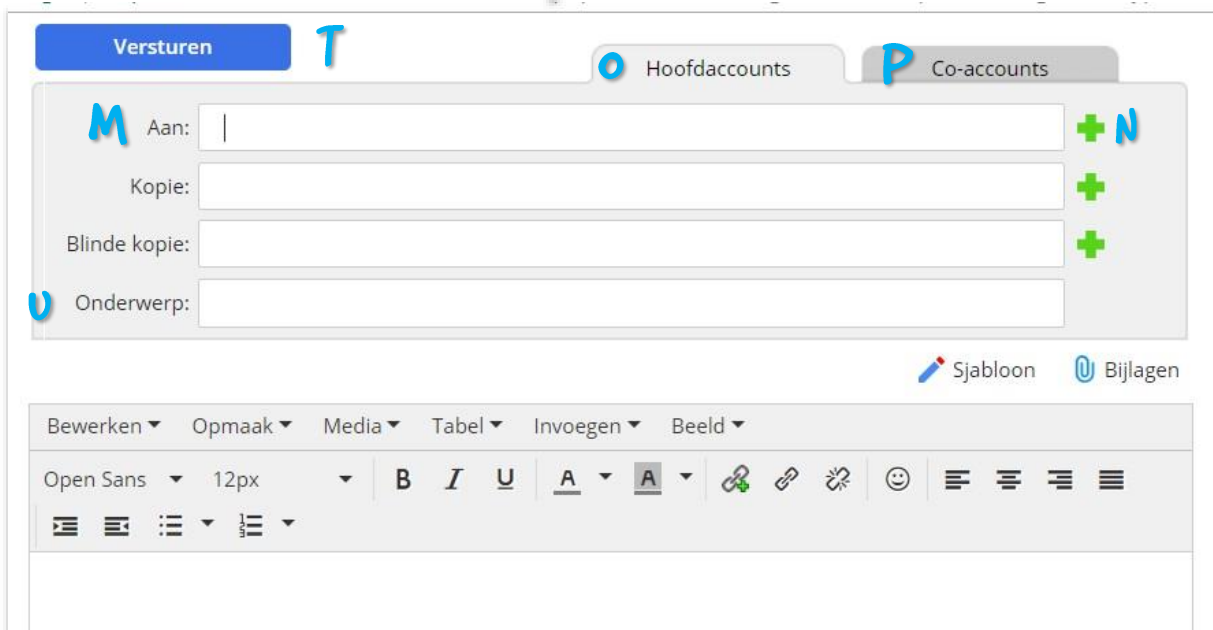 Versturen T
O Hoofdaccounts P Co-accounts
M Aan: N
Kopie:
Blinde kopie:
U Onderwerp:
Sjabloon Bijlagen
Bewerken Opmaak Media Tabel Invoegen Beeld
Open Sans 12px B I U A A